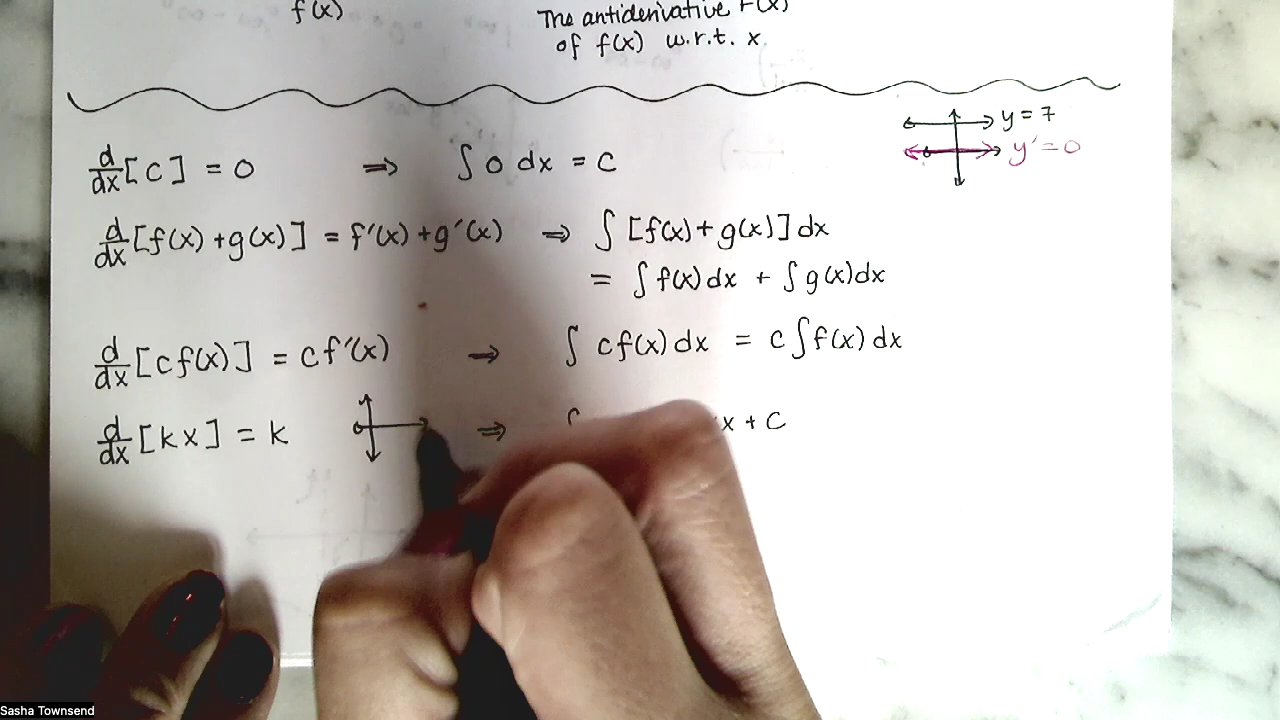 f(x)
The antiderivative F(x)
of f(x) w.r.t. x
y = 7
y' = 0
d/dx [c] = 0 ⇒ ∫ 0 dx = C
d/dx [f(x) + g(x)] = f'(x) + g'(x) ⇒ ∫ [f(x) + g(x)] dx
= ∫ f(x) dx + ∫ g(x) dx
d/dx [c f(x)] = c f'(x) ⇒ ∫ c f(x) dx = c ∫ f(x) dx
d/dx [k x] = k ⇒ ∫ x + C
Sasha Townsend